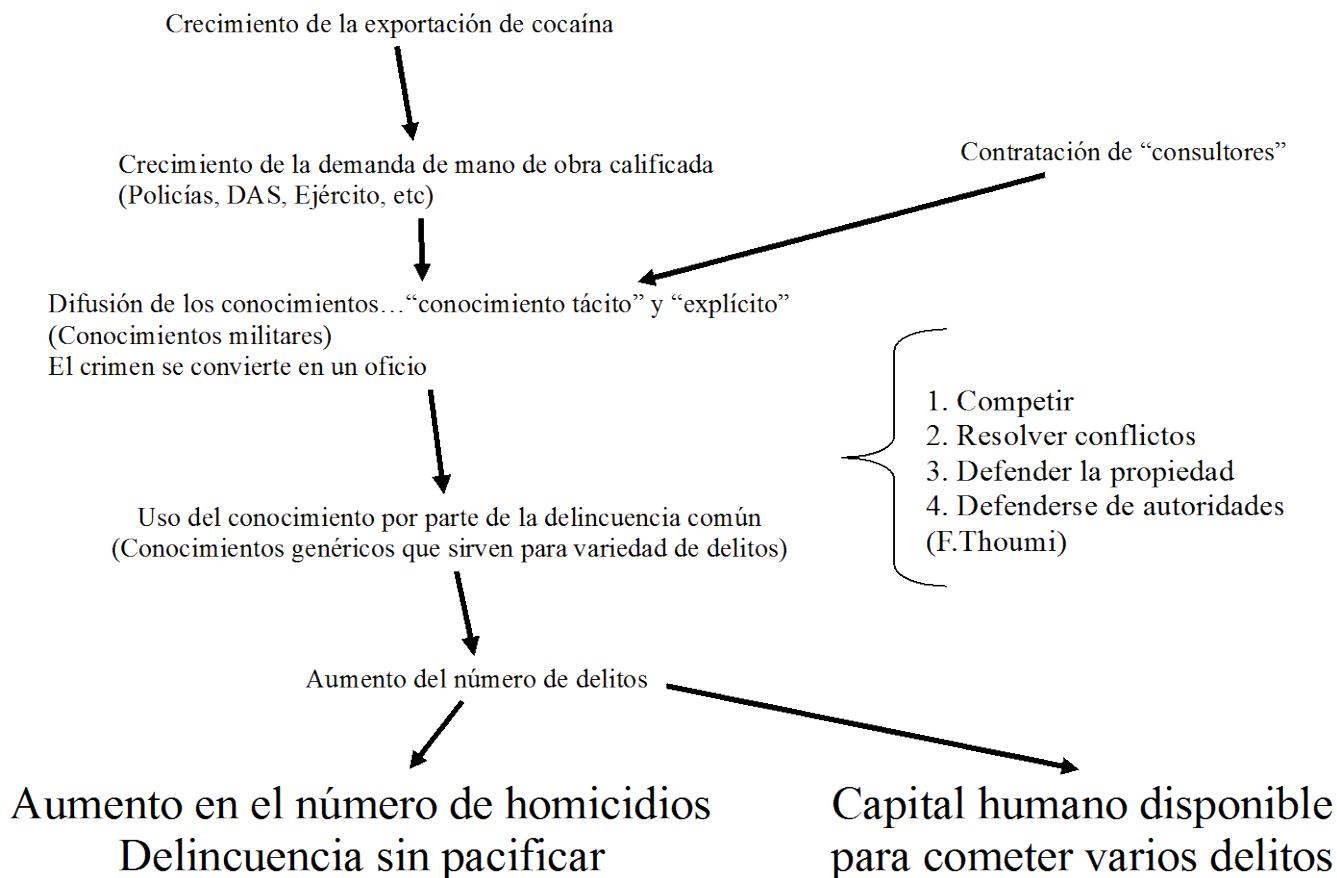 Crecimiento de la exportación de cocaína
Contratación de “consultores”
Crecimiento de la demanda de mano de obra calificada
(Policías, DAS, Ejército, etc)
Difusión de los conocimientos…“conocimiento tácito” y “explícito”
(Conocimientos militares)
El crimen se convierte en un oficio
1. Competir
2. Resolver conflictos
3. Defender la propiedad
4. Defenderse de autoridades
(F.Thoumi)
Uso del conocimiento por parte de la delincuencia común
(Conocimientos genéricos que sirven para variedad de delitos)
Aumento del número de delitos
Aumento en el número de homicidios
Delincuencia sin pacificar
Capital humano disponible
para cometer varios delitos